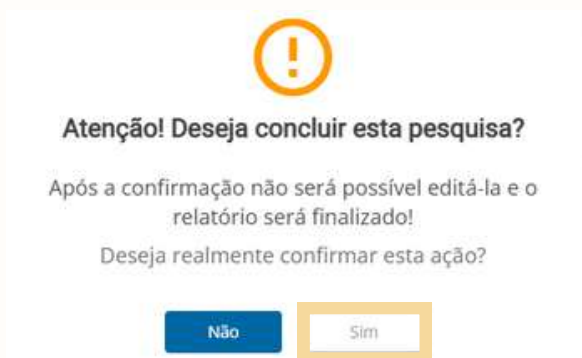 Atenção! Deseja concluir esta pesquisa?
Após a confirmação não será possível editá-la e o
relatório será finalizado!
Deseja realmente confirmar esta ação?
Não
Sim